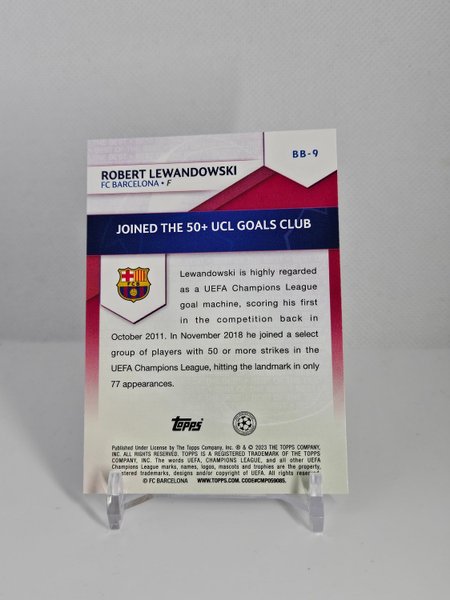 BB-9
ROBERT LEWANDOWSKI
FC BARCELONA • F
JOINED THE 50+ UCL GOALS CLUB
FCB
Lewandowski is highly regarded
as a UEFA Champions League
goal machine, scoring his first
in the competition back in
October 2011. In November 2018 he joined a select
group of players with 50 or more strikes in the
UEFA Champions League, hitting the landmark in only
77 appearances.
Topps
Published Under License by The Topps Company, Inc. ® & © 2023 THE TOPPS COMPANY,
INC. ALL RIGHTS RESERVED. TOPPS IS A REGISTERED TRADEMARK OF THE TOPPS
COMPANY, INC. The words UEFA, CHAMPIONS LEAGUE, and all other UEFA
Champions League marks, names, logos, mascots and trophies are the property,
stered trademarks, designs and/or copyright of UEFA. All rights reserved.
© FC BARCELONA WWW.TOPPS.COM. CODE#CMP059085.